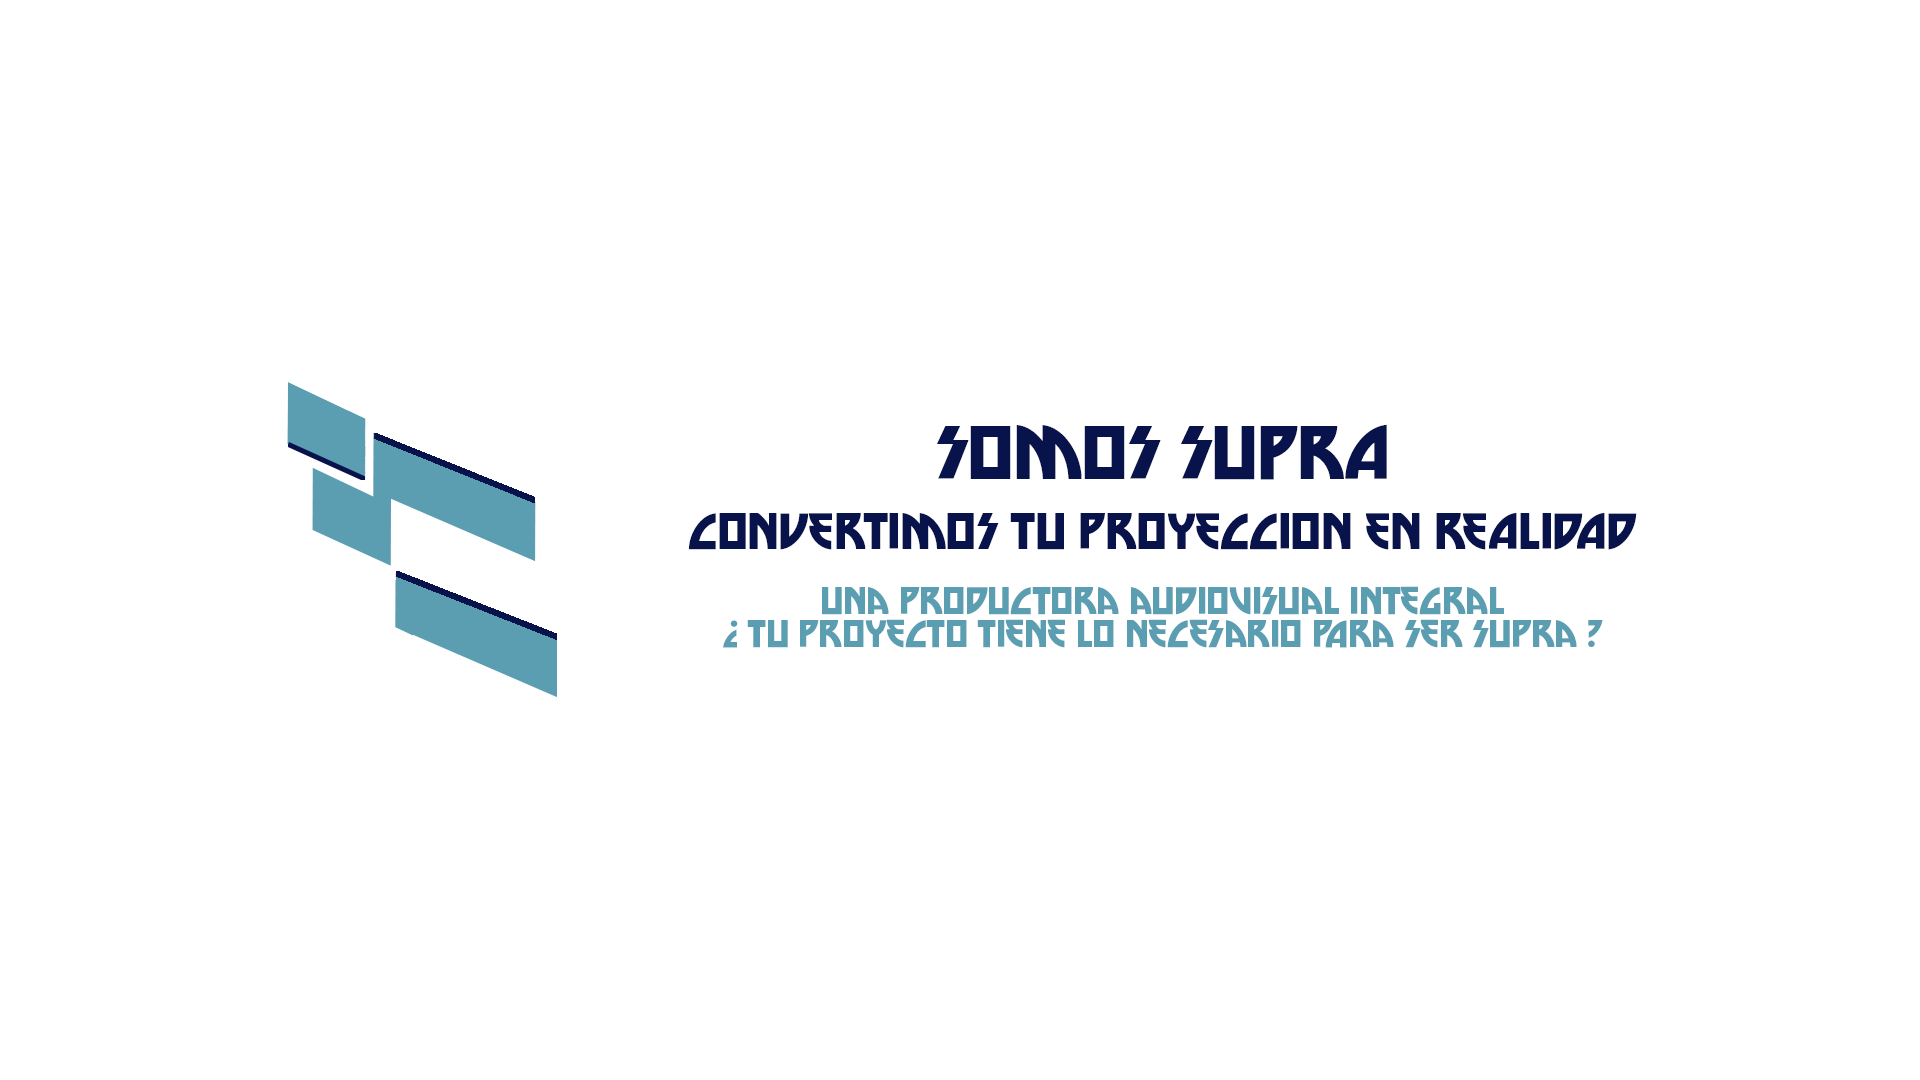 SOMOS SUPRA
CONVERTIMOS TU PROYECCION EN REALIDAD
UNA PRODUCTORA AUDIOVISUAL INTEGRAL
¿ TU PROYECTO TIENE LO NECESARIO PARA SER SUPRA ?